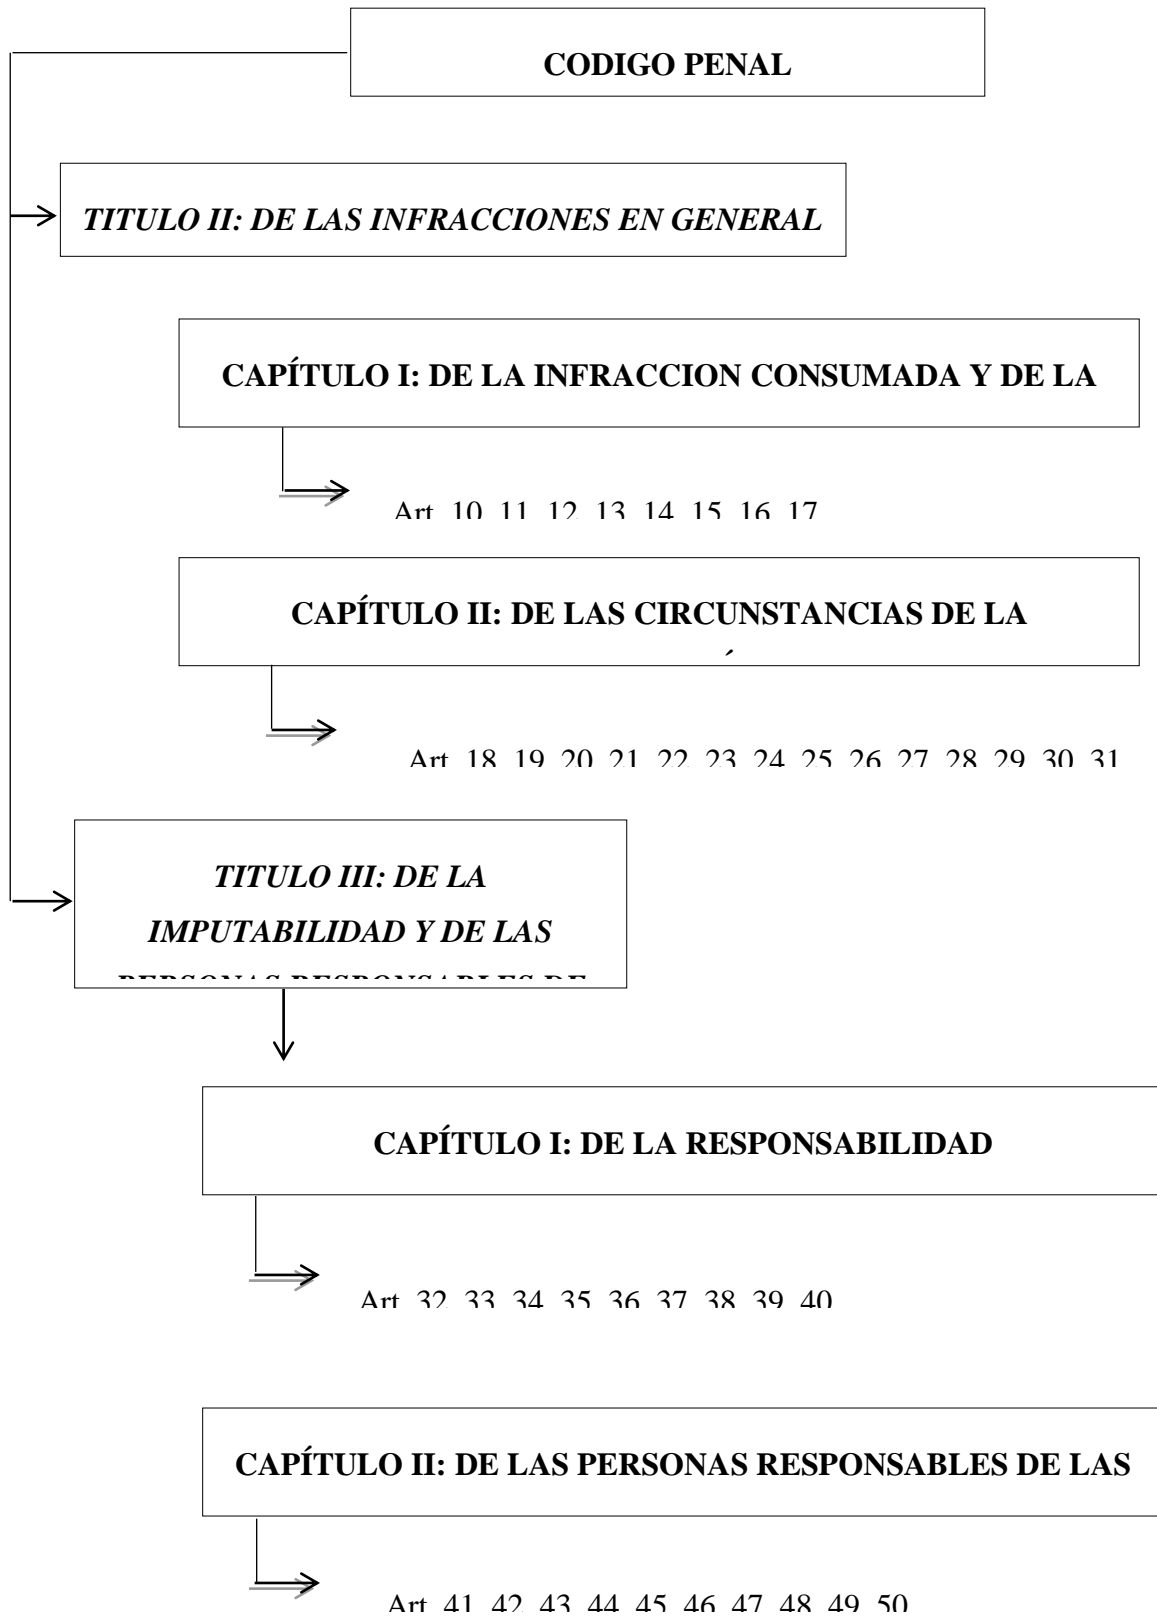 CODIGO PENAL
TITULO II: DE LAS INFRACCIONES EN GENERAL
CAPÍTULO I: DE LA INFRACCION CONSUMADA Y DE LA
Art 10 11 12 13 14 15 16 17
CAPÍTULO II: DE LAS CIRCUNSTANCIAS DE LA
Art 18 19 20 21 22 23 24 25 26 27 28 29 30 31
TITULO III: DE LA
IMPUTABILIDAD Y DE LAS
PERSONAS RESPONSABLES DE
CAPÍTULO I: DE LA RESPONSABILIDAD
Art 32 33 34 35 36 37 38 39 40
CAPÍTULO II: DE LAS PERSONAS RESPONSABLES DE LAS
Art 41 42 43 44 45 46 47 48 49 50